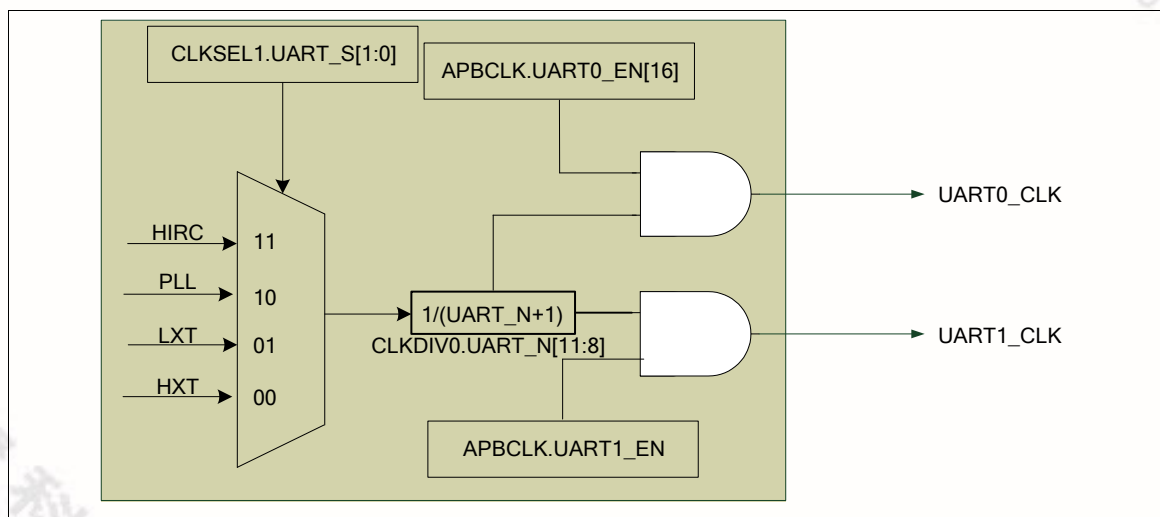 CLKSEL1.UART_S[1:0]
APBCLK.UART0_EN[16]
UART0_CLK
HIRC
11
PLL
10
1/(UART_N+1)
UART1_CLK
LXT
01
CLKDIV0.UART_N[11:8]
HXT
00
APBCLK.UART1_EN
科